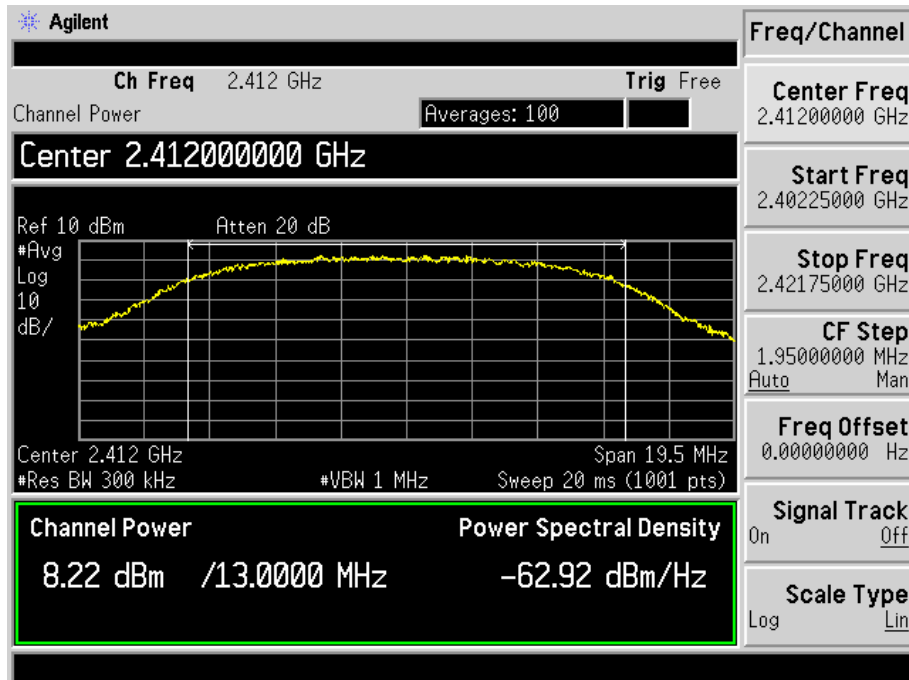 Agilent
Freq/Channel
Ch Freq 2.412 GHz Trig Free
Channel Power Averages: 100
Center 2.412000000 GHz
Ref 10 dBm Atten 20 dB
#Avg
Log
10
dB/
Center 2.412 GHz Span 19.5 MHz
#Res BW 300 kHz #VBW 1 MHz Sweep 20 ms (1001 pts)
Channel Power Power Spectral Density
8.22 dBm /13.0000 MHz -62.92 dBm/Hz
Center Freq
2.41200000 GHz
Start Freq
2.40225000 GHz
Stop Freq
2.42175000 GHz
CF Step
1.95000000 MHz
Auto Man
Freq Offset
0.00000000 Hz
Signal Track
On Off
Scale Type
Log Lin